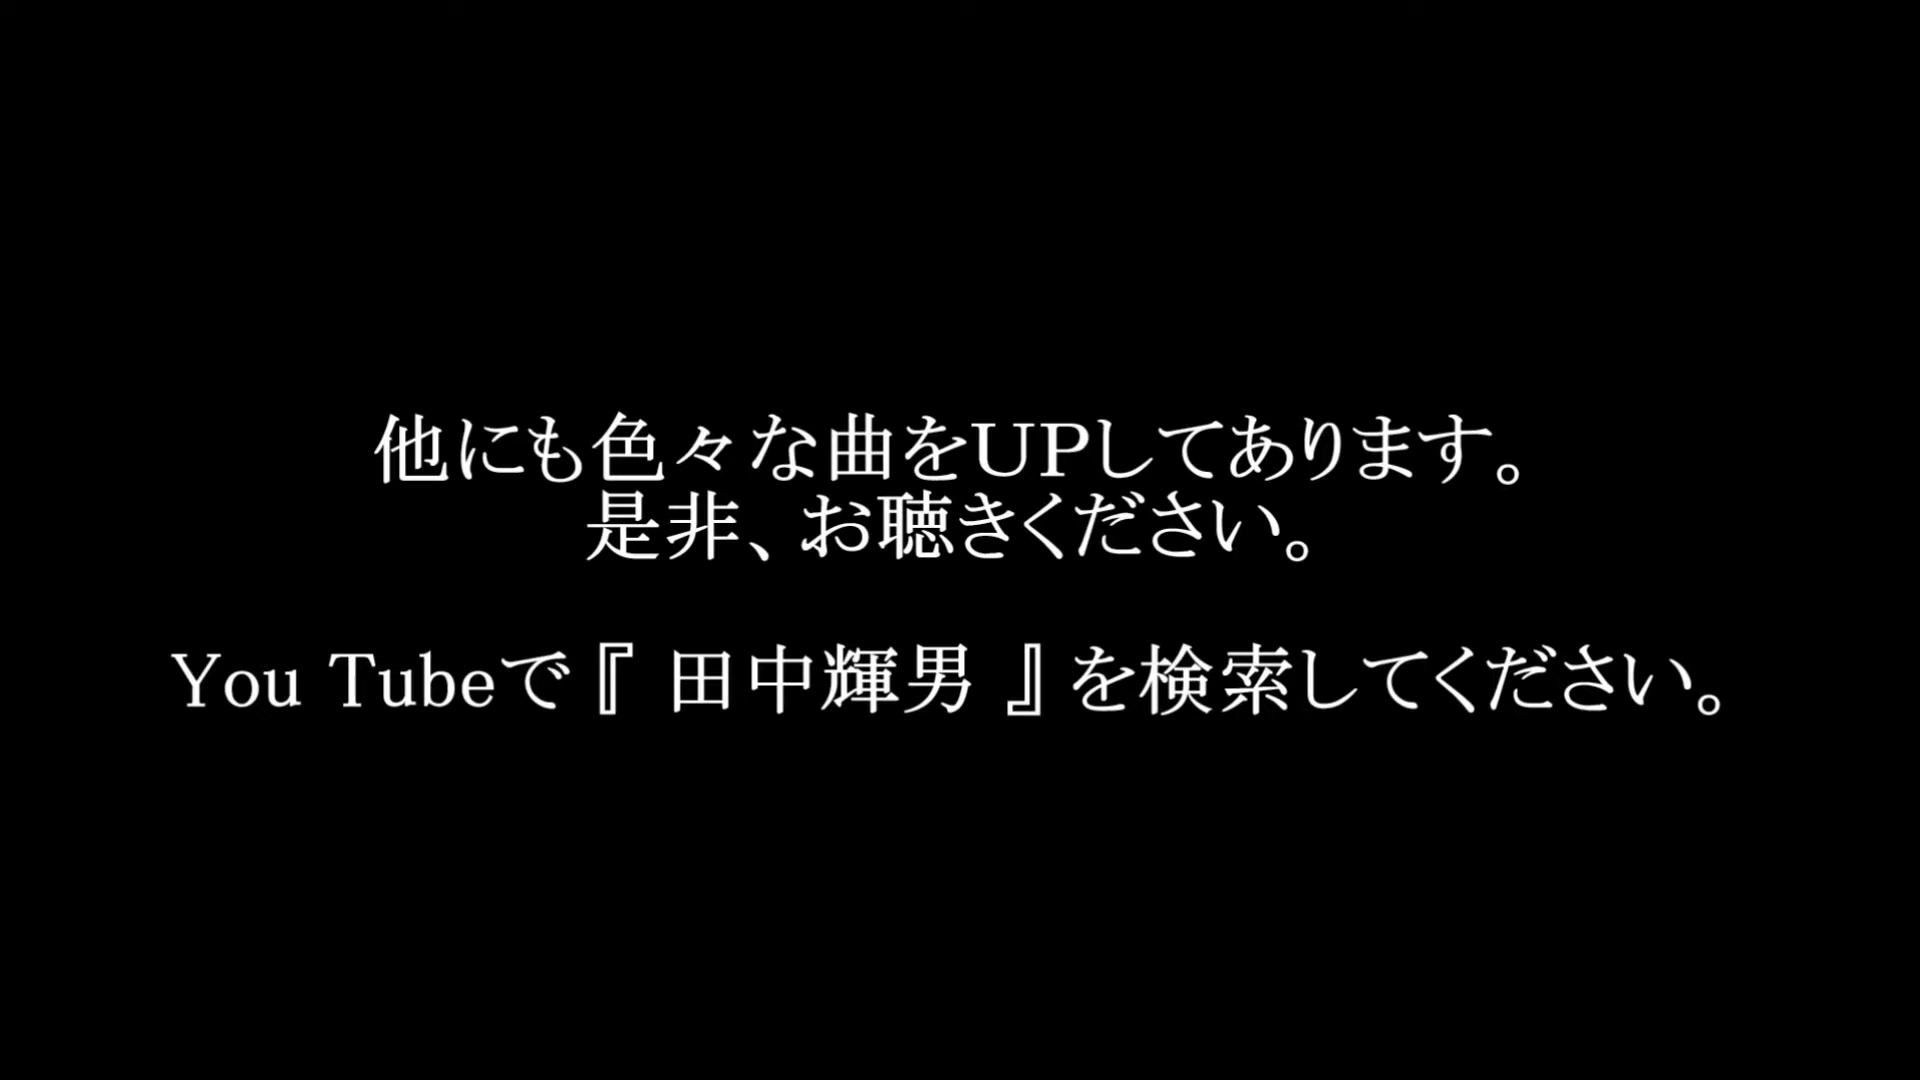 他にも色々な曲をUPしてあります。
是非、お聴きください。
You Tubeで『 田中輝男 』を検索してください。